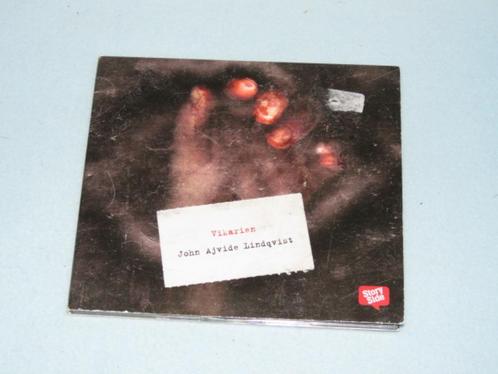 Vikarien
John Ajvide Lindqvist
Story
Side